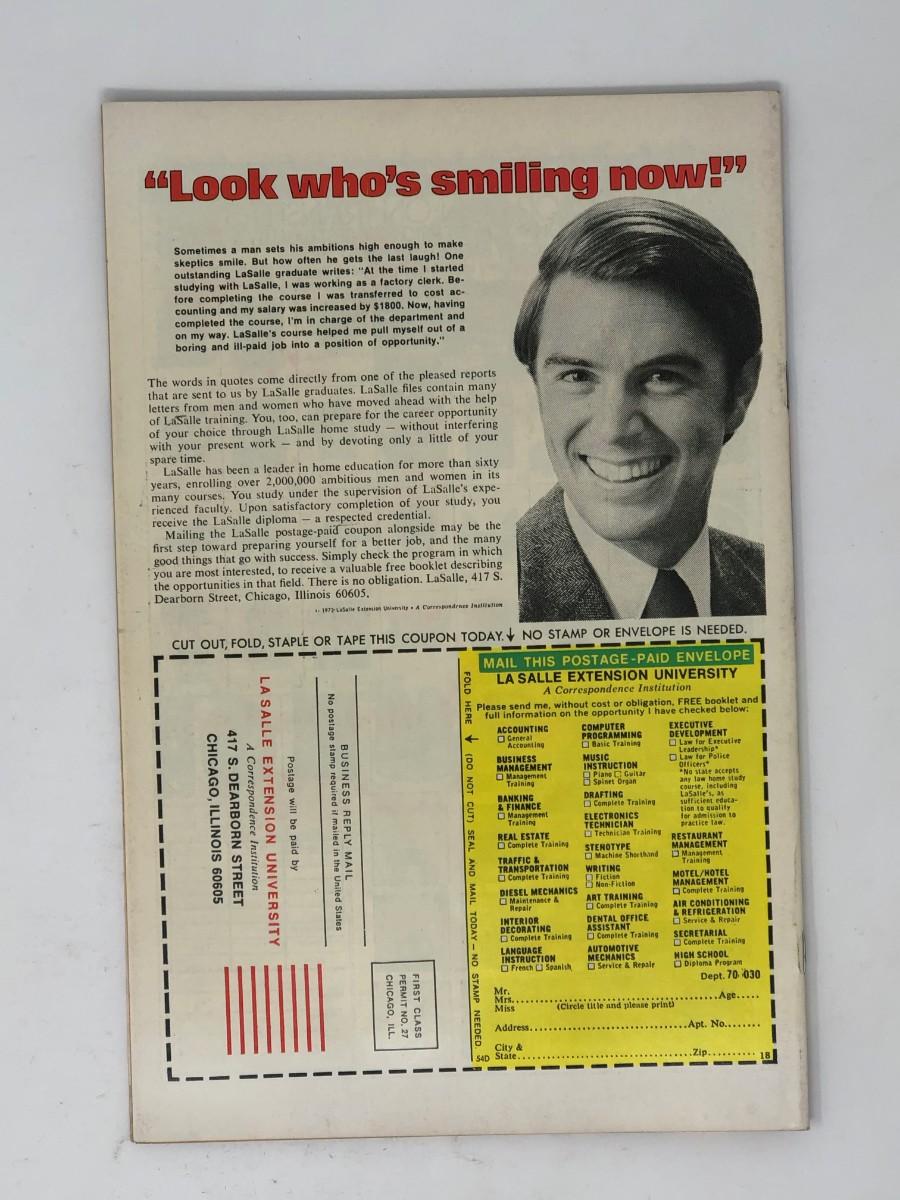 “Look who’s smiling now!”
Sometimes a man sets his ambitions high enough to make
skeptics smile. But how often he gets the last laugh! One
outstanding LaSalle graduate writes: "At the time I started
studying with LaSalle, I was working as a factory clerk. Be-
fore completing the course I was transferred to cost ac-
counting and my salary was increased by $1800. Now, having
completed the course, I'm in charge of the department and
on my way. LaSalle's course helped me pull myself out of a
boring and ill-paid job into a position of opportunity."
The words in quotes come directly from one of the pleased reports
that are sent to us by LaSalle graduates. LaSalle files contain many
letters from men and women who have moved ahead with the help
of LaSalle training. You, too, can prepare for the career opportunity
of your choice through LaSalle home study — without interfering
with your present work — and by devoting only a little of your
spare time.
LaSalle has been a leader in home education for more than sixty
years, enrolling over 2,000,000 ambitious men and women in its
many courses. You study under the supervision of LaSalle's expe-
rienced faculty. Upon satisfactory completion of your study, you
receive the LaSalle diploma — a respected credential.
Mailing the LaSalle postage-paid coupon alongside may be the
first step toward preparing yourself for a better job, and the many
good things that go with success. Simply check the program in which
you are most interested, to receive a valuable free booklet describing
the opportunities in that field. There is no obligation. LaSalle, 417 S.
Dearborn Street, Chicago, Illinois 60605.
LaSalle Extension University • A Correspondence Institution
CUT OUT, FOLD, STAPLE OR TAPE THIS COUPON TODAY. ↓ NO STAMP OR ENVELOPE IS NEEDED.
FIRST CLASS
PERMIT NO. 27
CHICAGO, ILL.
BUSINESS REPLY MAIL
No postage stamp required if mailed in the United States
Postage will be paid by
LA SALLE EXTENSION UNIVERSITY
A Correspondence Institution
417 S. DEARBORN STREET
CHICAGO, ILLINOIS 60605
FOLD HERE → (DO NOT CUT) SEAL AND MAIL TODAY — NO STAMP NEEDED.
MAIL THIS POSTAGE-PAID ENVELOPE
LA SALLE EXTENSION UNIVERSITY
A Correspondence Institution
Please send me, without cost or obligation, FREE booklet and
full information on the opportunity I have checked below:
ACCOUNTING
☐ General
Accounting
BUSINESS
MANAGEMENT
☐ Management
Training
BANKING
& FINANCE
☐ Management
Training
REAL ESTATE
☐ Complete Training
TRAFFIC &
TRANSPORTATION
☐ Complete Training
DIESEL MECHANICS
☐ Maintenance &
Repair
INTERIOR
DECORATING
☐ Complete Training
LANGUAGE
INSTRUCTION
☐ French ☐ Spanish
COMPUTER
PROGRAMMING
☐ Basic Training
MUSIC
INSTRUCTION
☐ Piano ☐ Guitar
☐ Spinet Organ
DRAFTING
☐ Complete Training
ELECTRONICS
TECHNICIAN
☐ Technician Training
STENOTYPE
☐ Machine Shorthand
WRITING
☐ Fiction
☐ Non-Fiction
ART TRAINING
☐ Complete Training
DENTAL OFFICE
ASSISTANT
☐ Complete Training
AUTOMOTIVE
MECHANICS
☐ Service & Repair
EXECUTIVE
DEVELOPMENT
☐ Law for Executive
Leadership*
☐ Law for Police
Officers*
*No state accepts
any law home study
course, including
LaSalle's, as
sufficient educa-
tion to qualify
for admission to
practice law.
RESTAURANT
MANAGEMENT
☐ Management
Training
MOTEL/HOTEL
MANAGEMENT
☐ Complete Training
AIR CONDITIONING
& REFRIGERATION
☐ Service & Repair
SECRETARIAL
☐ Complete Training
HIGH SCHOOL
☐ Diploma Program
Dept. 70-030
Mr.
Mrs. Age
Miss (Circle title and please print)
Address Apt. No.
City &
State Zip
54D
18